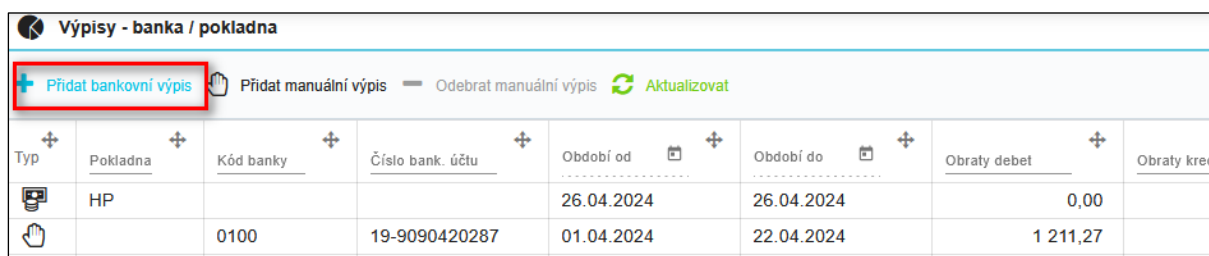 Výpisy - banka / pokladna
Přidat bankovní výpis Přidat manuální výpis Odebrat manuální výpis Aktualizovat
Typ Pokladna Kód banky Číslo bank. účtu Období od Období do Obraty debet Obraty kre
HP 26.04.2024 26.04.2024 0,00
0100 19-9090420287 01.04.2024 22.04.2024 1 211,27